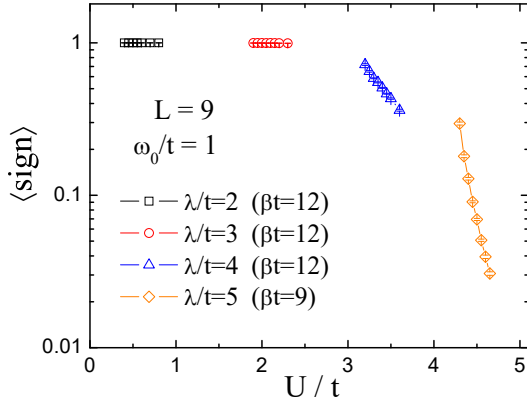 1
0.1
0.01
⟨sign⟩
L = 9
ω₀/t = 1
λ/t=2 (βt=12)
λ/t=3 (βt=12)
λ/t=4 (βt=12)
λ/t=5 (βt=9)
0 1 2 3 4 5
U / t